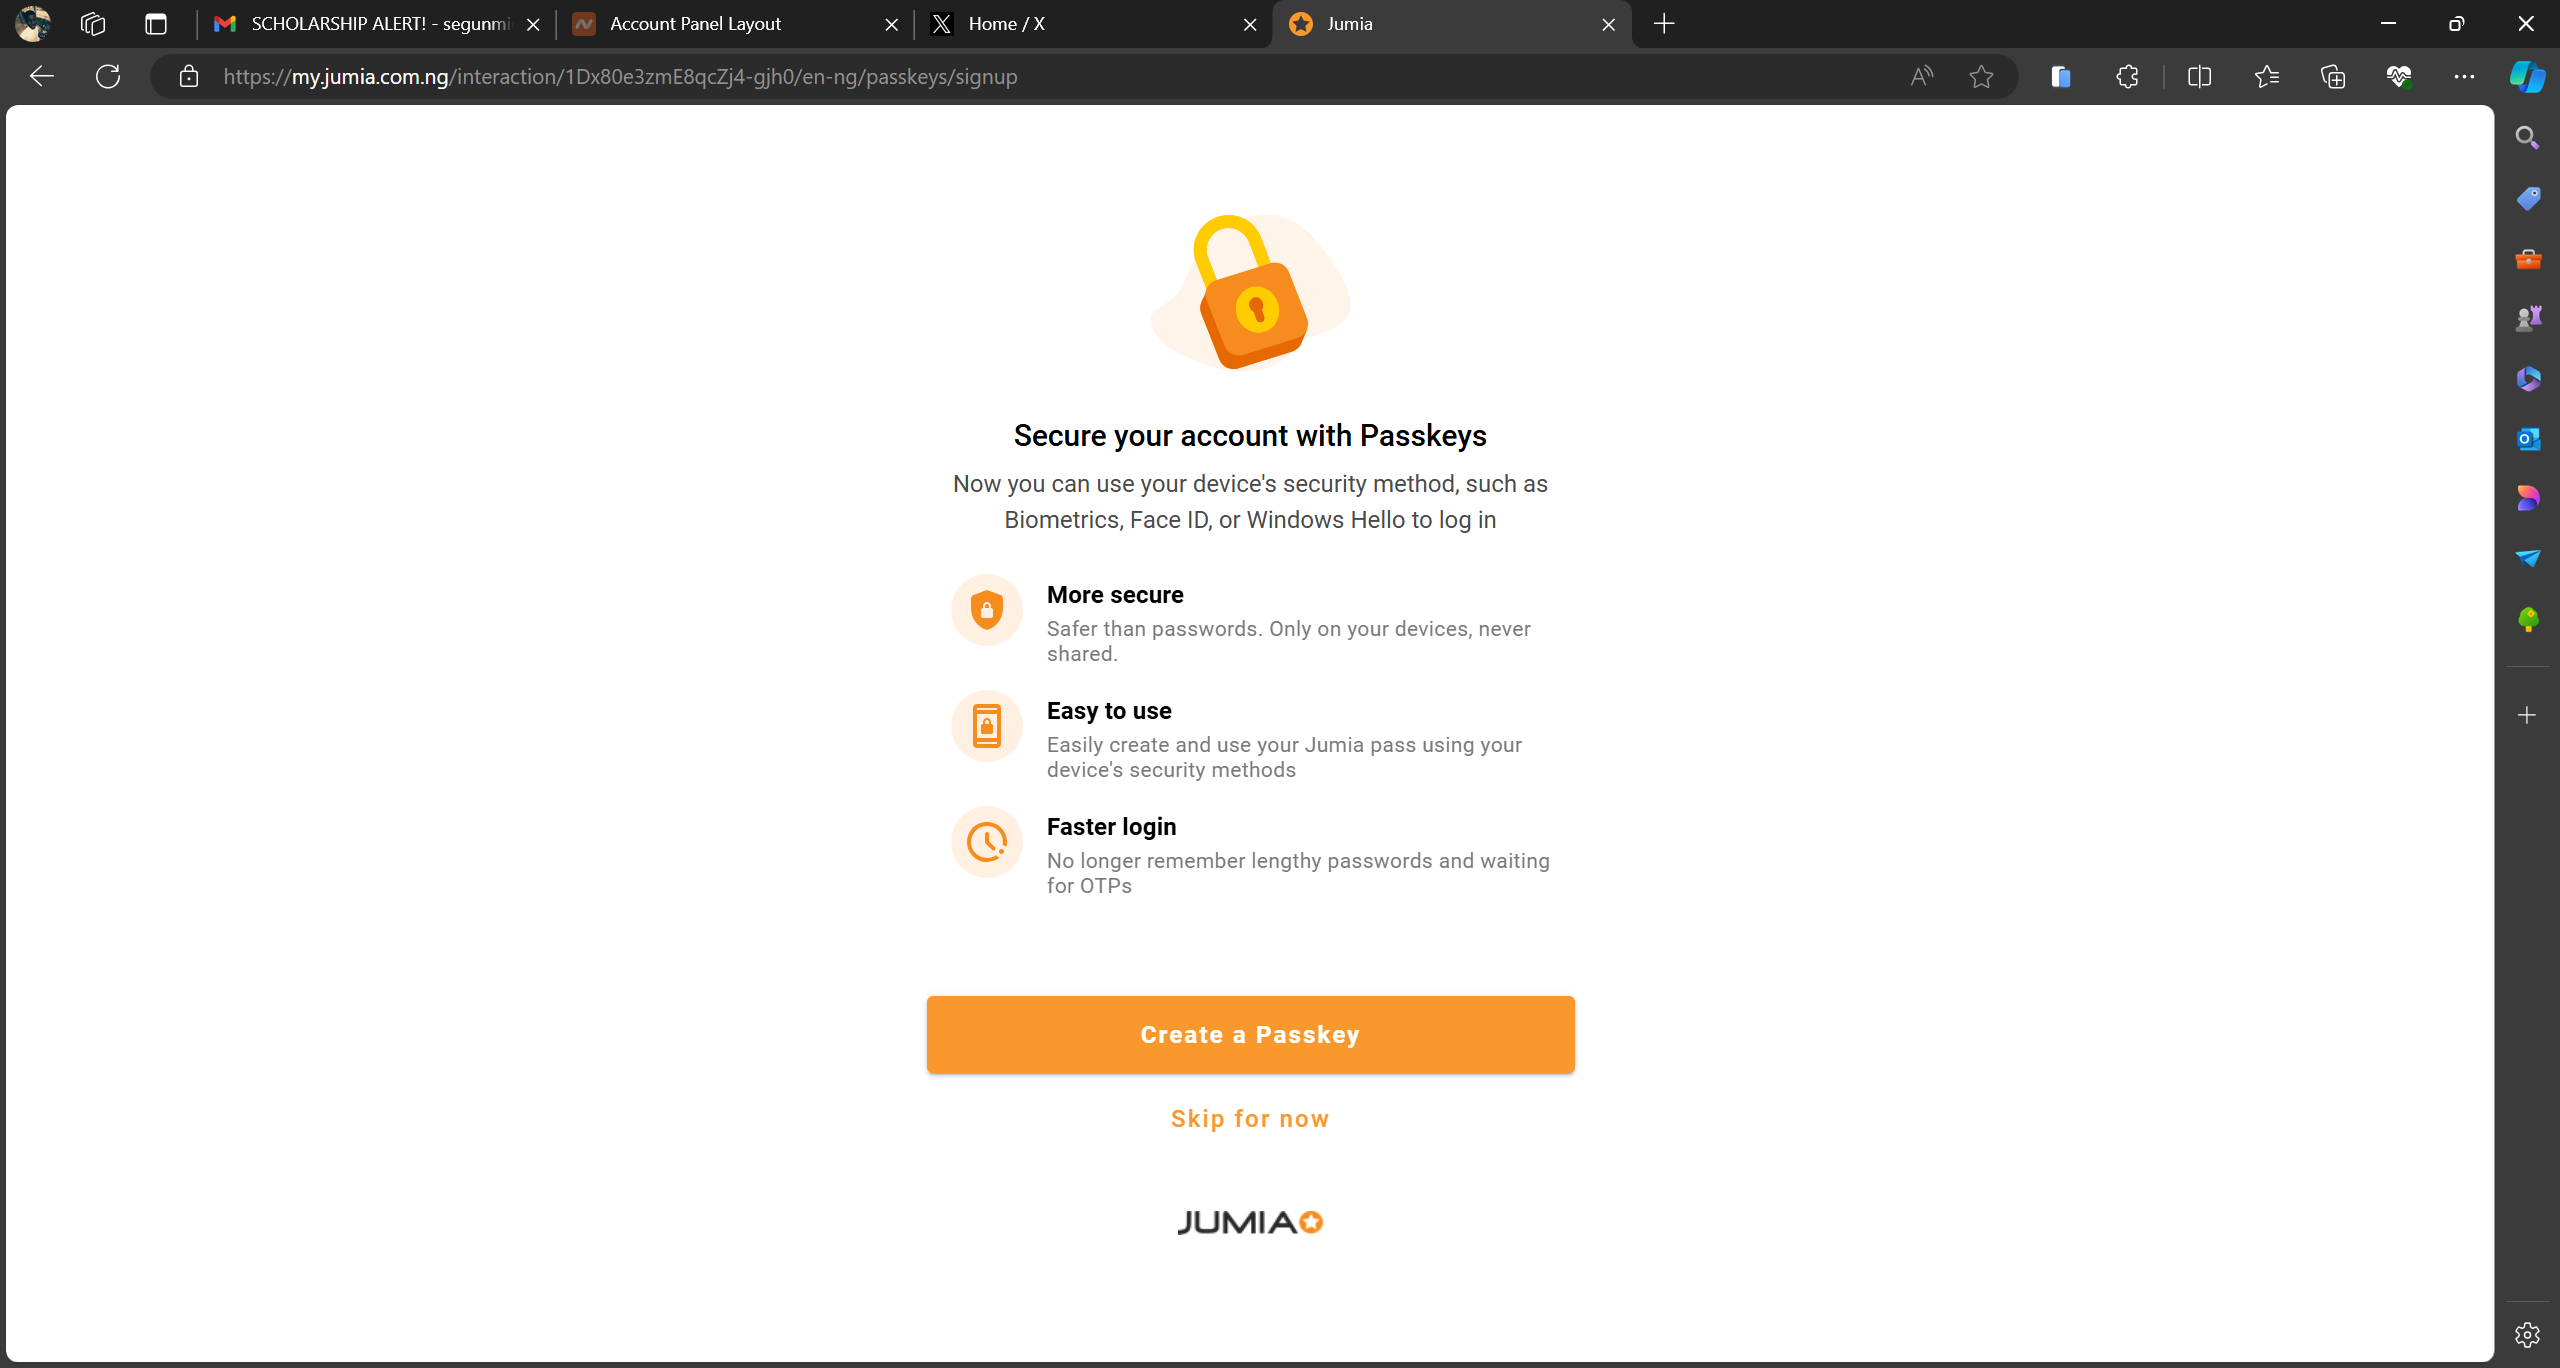 SCHOLARSHIP ALERT! - segunmi
Account Panel Layout
Home / X
Jumia
https://my.jumia.com.ng/interaction/1Dx80e3zmE8qcZj4-gjh0/en-ng/passkeys/signup
Secure your account with Passkeys
Now you can use your device's security method, such as
Biometrics, Face ID, or Windows Hello to log in
More secure
Safer than passwords. Only on your devices, never
shared.
Easy to use
Easily create and use your Jumia pass using your
device's security methods
Faster login
No longer remember lengthy passwords and waiting
for OTPs
Create a Passkey
Skip for now
JUMIA